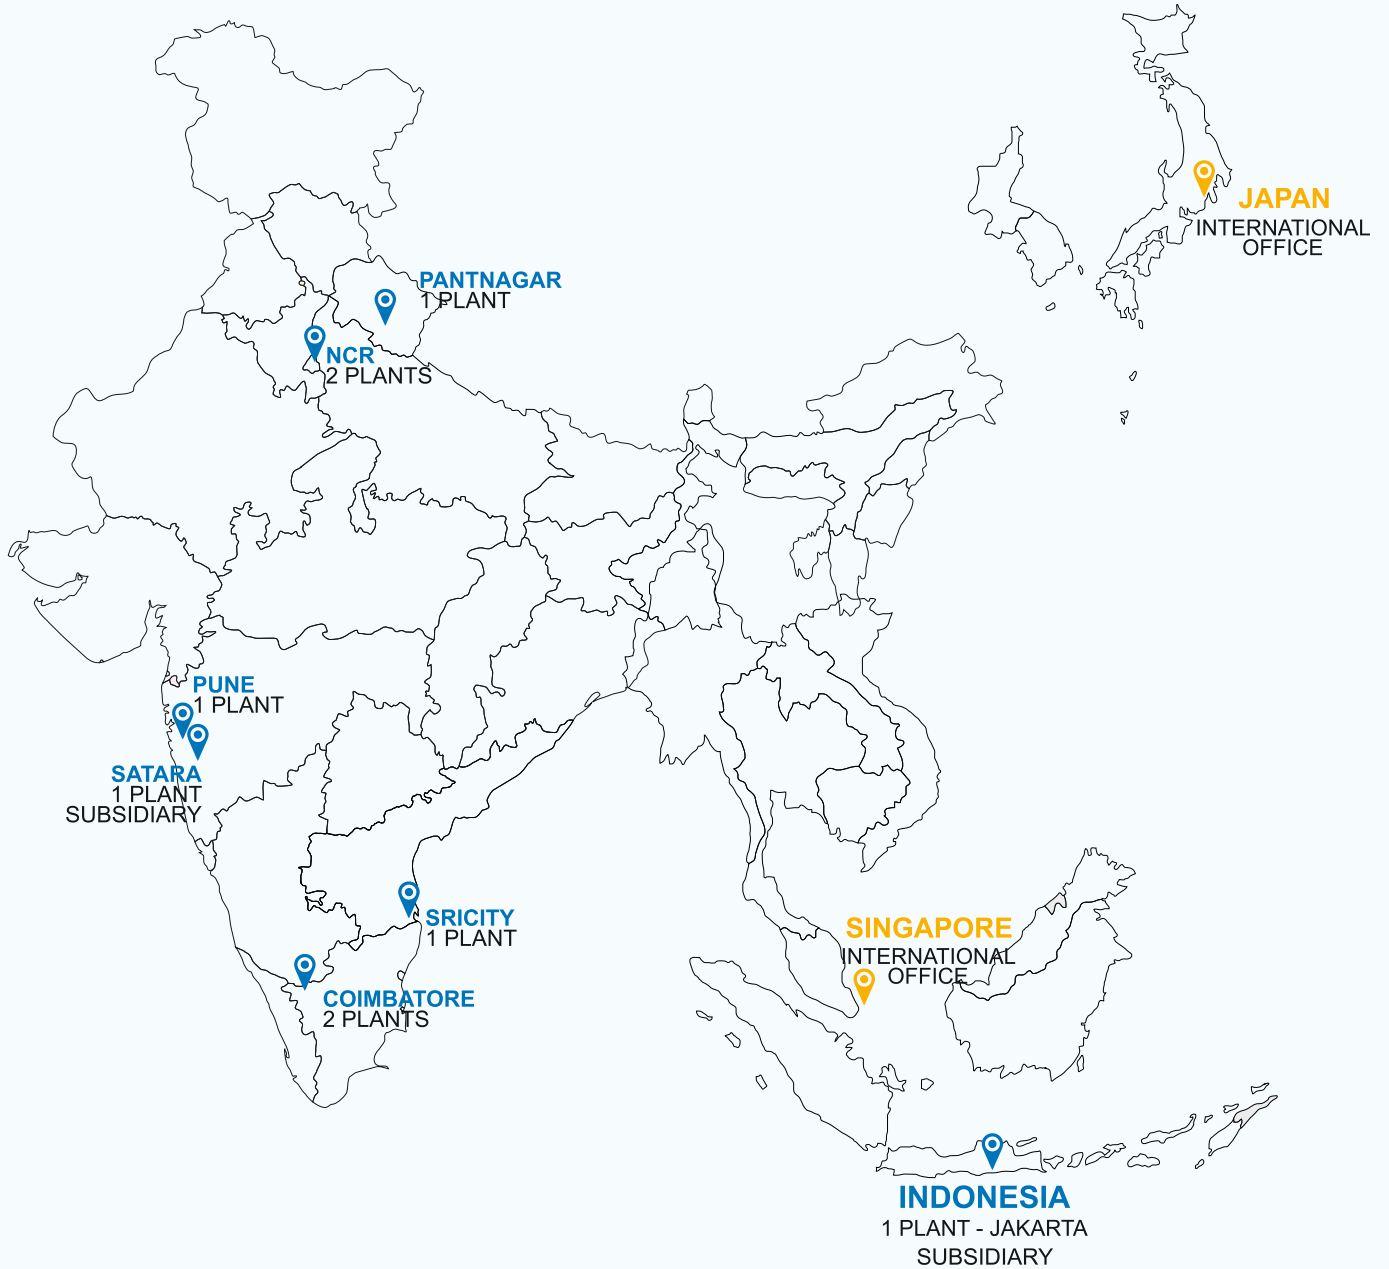 JAPAN
INTERNATIONAL
OFFICE
PANTNAGAR
1 PLANT
NCR
2 PLANTS
PUNE
1 PLANT
SATARA
1 PLANT
SUBSIDIARY
SRICITY
1 PLANT
SINGAPORE
INTERNATIONAL
OFFICE
COIMBATORE
2 PLANTS
INDONESIA
1 PLANT - JAKARTA
SUBSIDIARY